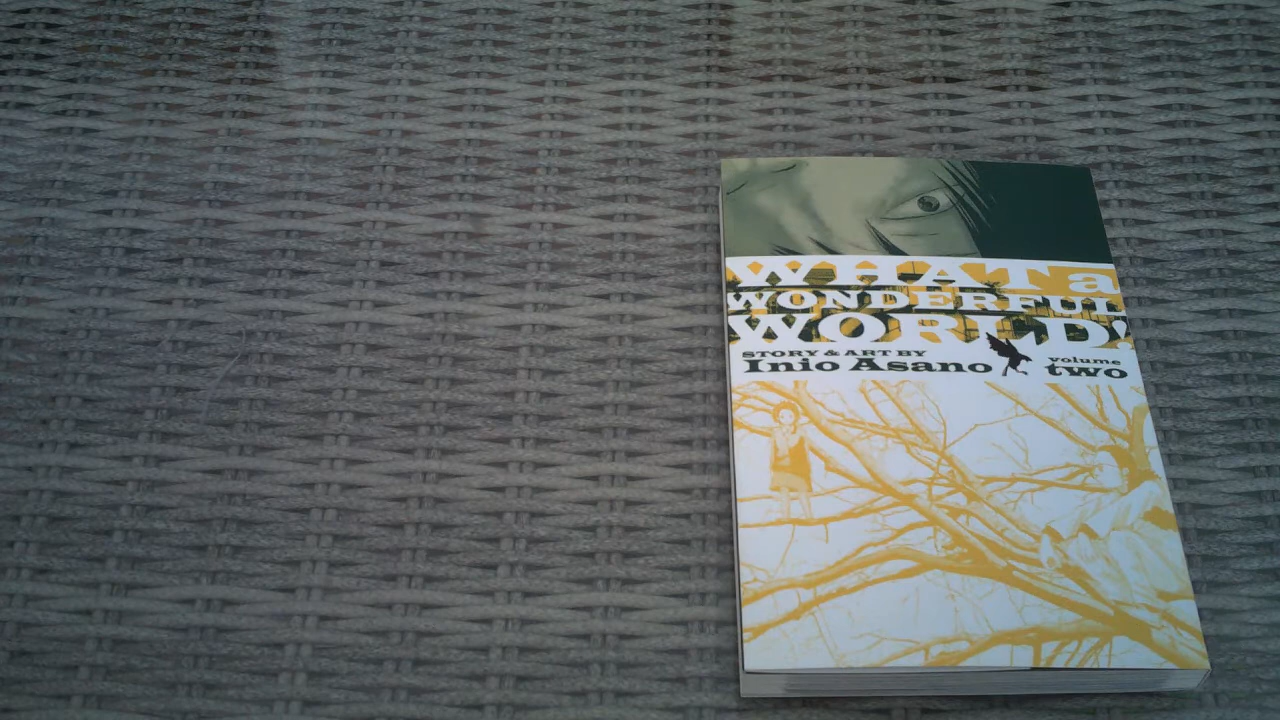 WHAT a
WONDERFUL
WORLD!
STORY & ART BY
Inio Asano
volume
two